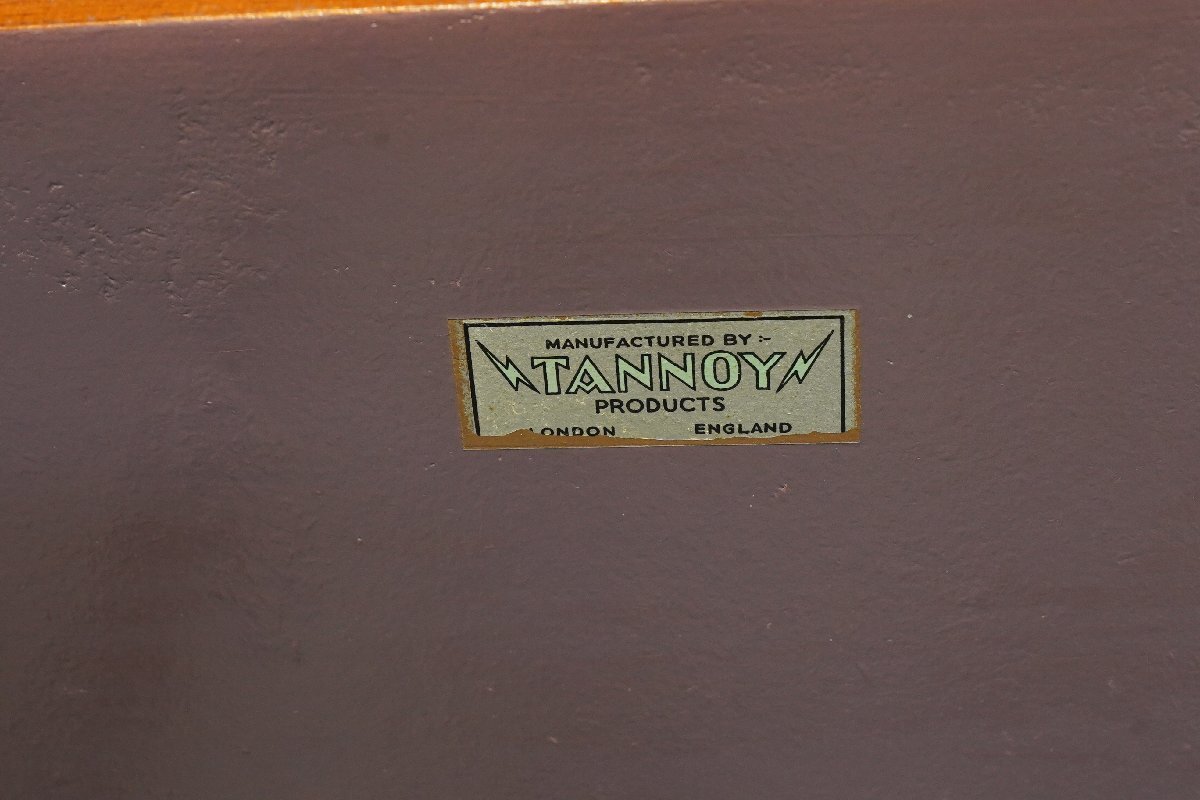 MANUFACTURED BY :-
TANNOY
PRODUCTS
LONDON ENGLAND